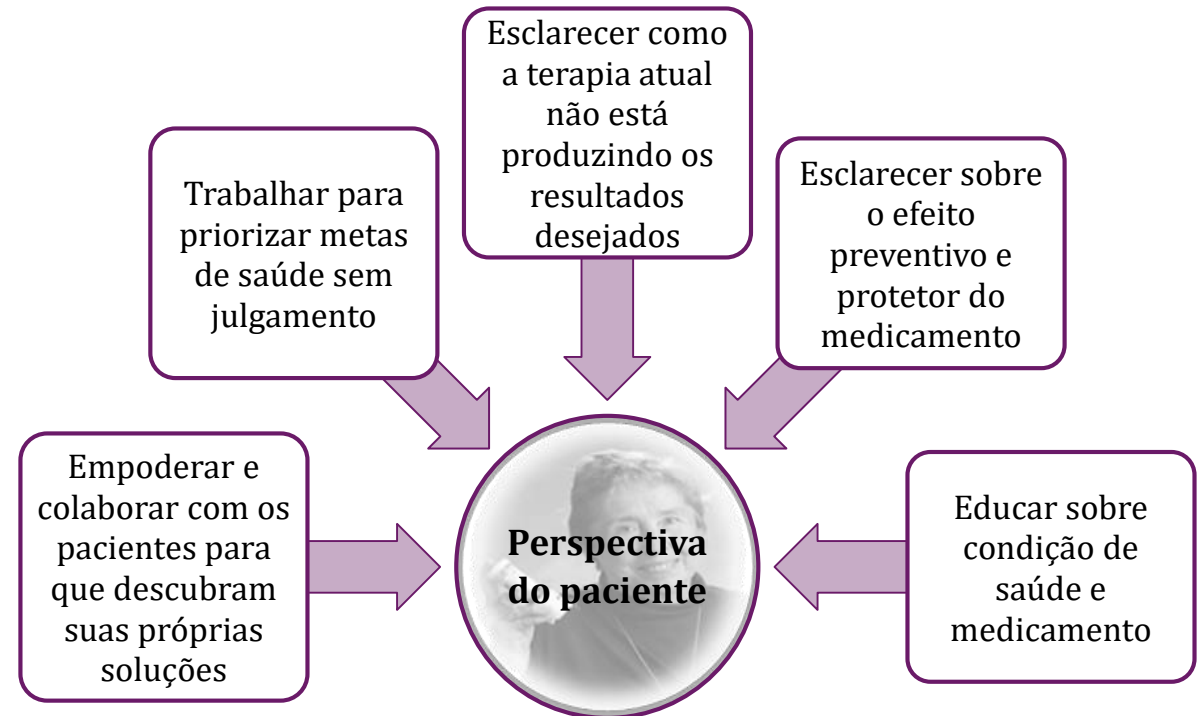 Esclarecer como
a terapia atual
não está
produzindo os
resultados
desejados
Trabalhar para
priorizar metas
de saúde sem
julgamento
Esclarecer sobre
o efeito
preventivo e
protetor do
medicamento
Empoderar e
colaborar com os
pacientes para
que descubram
suas próprias
soluções
Perspectiva
do paciente
Educar sobre
condição de
saúde e
medicamento